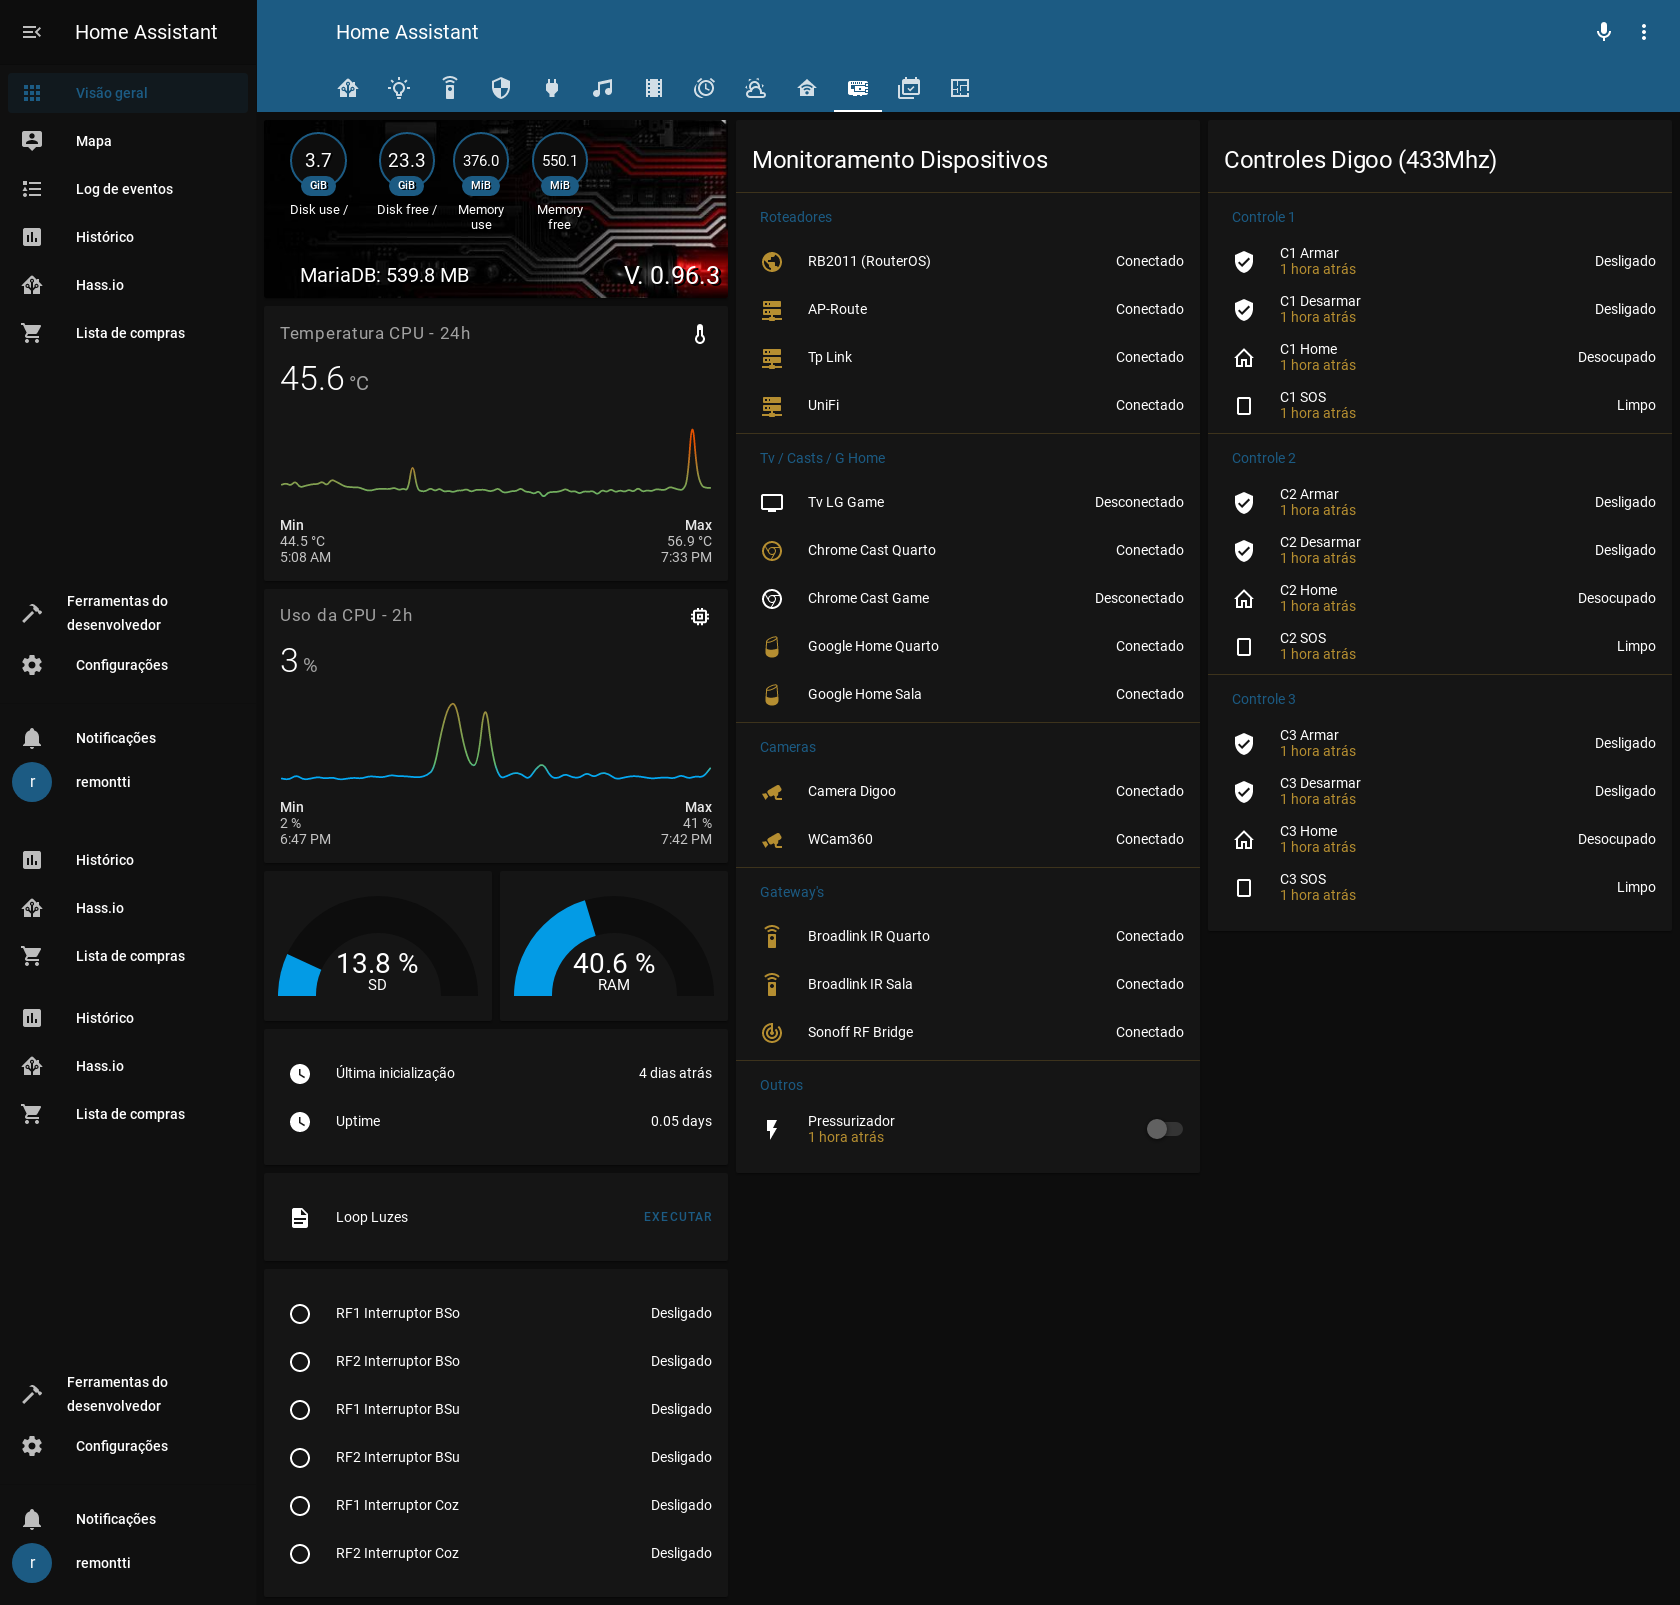 Home Assistant
Visão geral
Mapa
Log de eventos
Histórico
Hass.io
Lista de compras
Ferramentas do
desenvolvedor
Configurações
Notificações
r
remontti
Histórico
Hass.io
Lista de compras
Histórico
Hass.io
Lista de compras
Ferramentas do
desenvolvedor
Configurações
Notificações
r
remontti
Home Assistant
3.7 23.3 376.0 550.1
GiB GiB MiB MiB
Disk use / Disk free / Memory use Memory free
MariaDB: 539.8 MB V. 0.96.3
Temperatura CPU - 24h
45.6 °C
Min Max
44.5 °C 56.9 °C
5:08 AM 7:33 PM
Uso da CPU - 2h
3 %
Min Max
2 % 41 %
6:47 PM 7:42 PM
13.8 % 40.6 %
SD RAM
Última inicialização 4 dias atrás
Uptime 0.05 days
Loop Luzes EXECUTAR
RF1 Interruptor BSo Desligado
RF2 Interruptor BSo Desligado
RF1 Interruptor BSu Desligado
RF2 Interruptor BSu Desligado
RF1 Interruptor Coz Desligado
RF2 Interruptor Coz Desligado
Monitoramento Dispositivos
Roteadores
RB2011 (RouterOS) Conectado
AP-Route Conectado
Tp Link Conectado
UniFi Conectado
Tv / Casts / G Home
Tv LG Game Desconectado
Chrome Cast Quarto Conectado
Chrome Cast Game Desconectado
Google Home Quarto Conectado
Google Home Sala Conectado
Cameras
Camera Digoo Conectado
WCam360 Conectado
Gateway's
Broadlink IR Quarto Conectado
Broadlink IR Sala Conectado
Sonoff RF Bridge Conectado
Outros
Pressurizador
1 hora atrás
Controles Digoo (433Mhz)
Controle 1
C1 Armar Desligado
1 hora atrás
C1 Desarmar Desligado
1 hora atrás
C1 Home Desocupado
1 hora atrás
C1 SOS Limpo
1 hora atrás
Controle 2
C2 Armar Desligado
1 hora atrás
C2 Desarmar Desligado
1 hora atrás
C2 Home Desocupado
1 hora atrás
C2 SOS Limpo
1 hora atrás
Controle 3
C3 Armar Desligado
1 hora atrás
C3 Desarmar Desligado
1 hora atrás
C3 Home Desocupado
1 hora atrás
C3 SOS Limpo
1 hora atrás